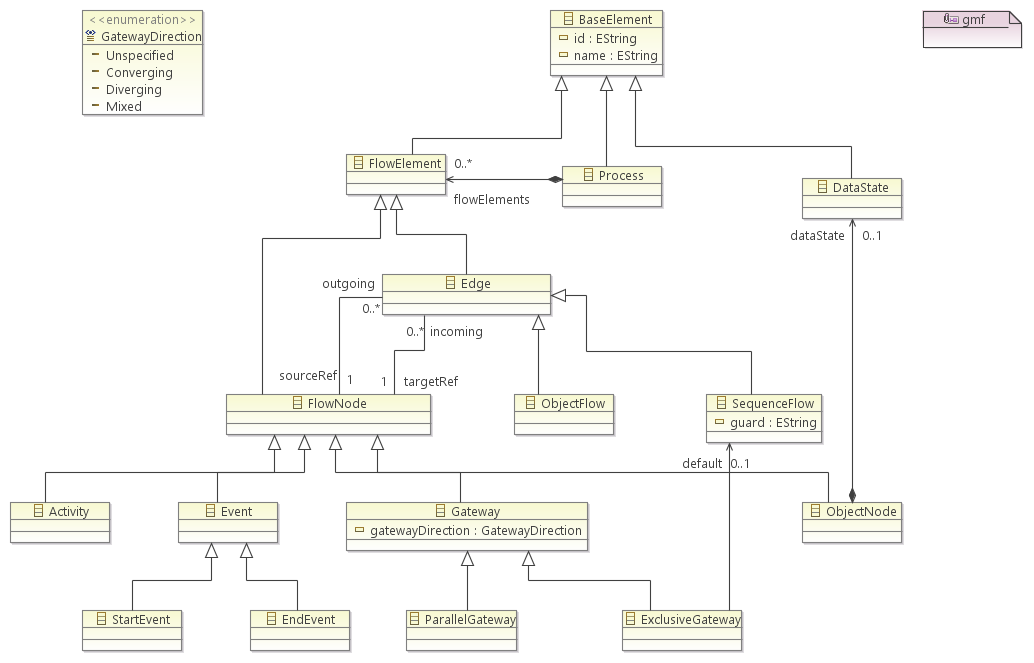 <<enumeration>>
GatewayDirection
Unspecified
Converging
Diverging
Mixed
BaseElement
id : EString
name : EString
gmf
FlowElement
0..*
flowElements
Process
DataState
dataState 0..1
outgoing
0..*
Edge
0..* incoming
sourceRef 1
1 targetRef
FlowNode
ObjectFlow
SequenceFlow
guard : EString
default 0..1
Activity
Event
Gateway
gatewayDirection : GatewayDirection
ObjectNode
StartEvent
EndEvent
ParallelGateway
ExclusiveGateway